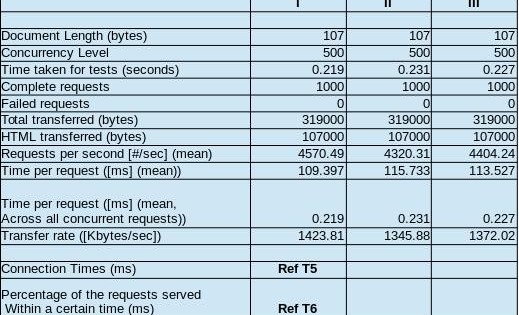 I II III
Document Length (bytes) 107 107 107
Concurrency Level 500 500 500
Time taken for tests (seconds) 0.219 0.231 0.227
Complete requests 1000 1000 1000
Failed requests 0 0 0
Total transferred (bytes) 319000 319000 319000
HTML transferred (bytes) 107000 107000 107000
Requests per second [#/sec] (mean) 4570.49 4320.31 4404.24
Time per request ([ms] (mean)) 109.397 115.733 113.527
Time per request ([ms] (mean,
Across all concurrent requests)) 0.219 0.231 0.227
Transfer rate ([Kbytes/sec]) 1423.81 1345.88 1372.02
Connection Times (ms) Ref T5
Percentage of the requests served
Within a certain time (ms) Ref T6